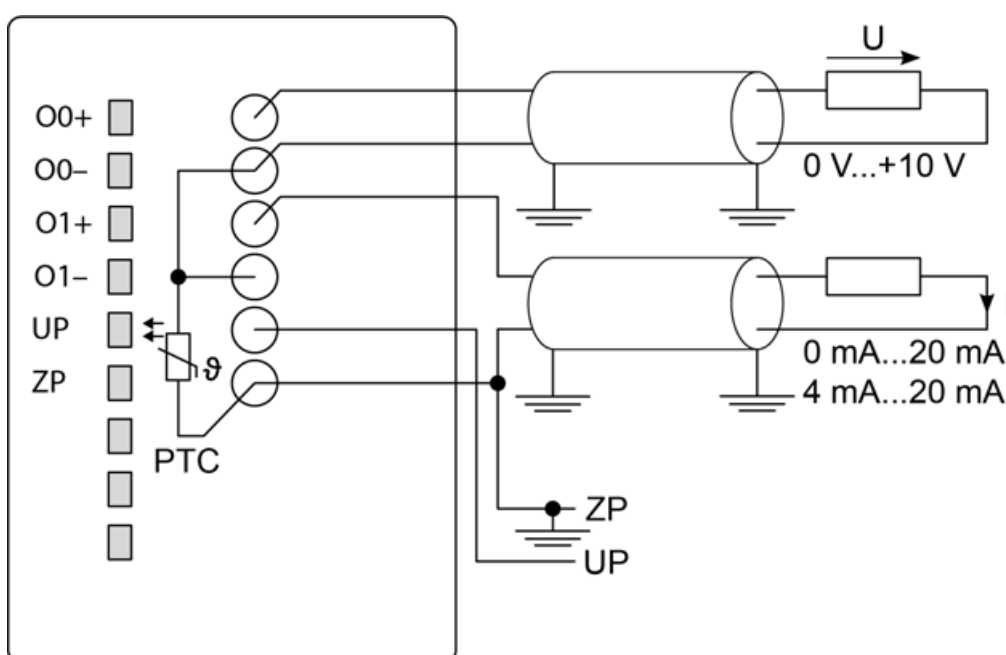 O0+
O0–
O1+
O1–
UP
ZP
ϑ
PTC
U
0 V...+10 V
0 mA...20 mA
4 mA...20 mA
ZP
UP